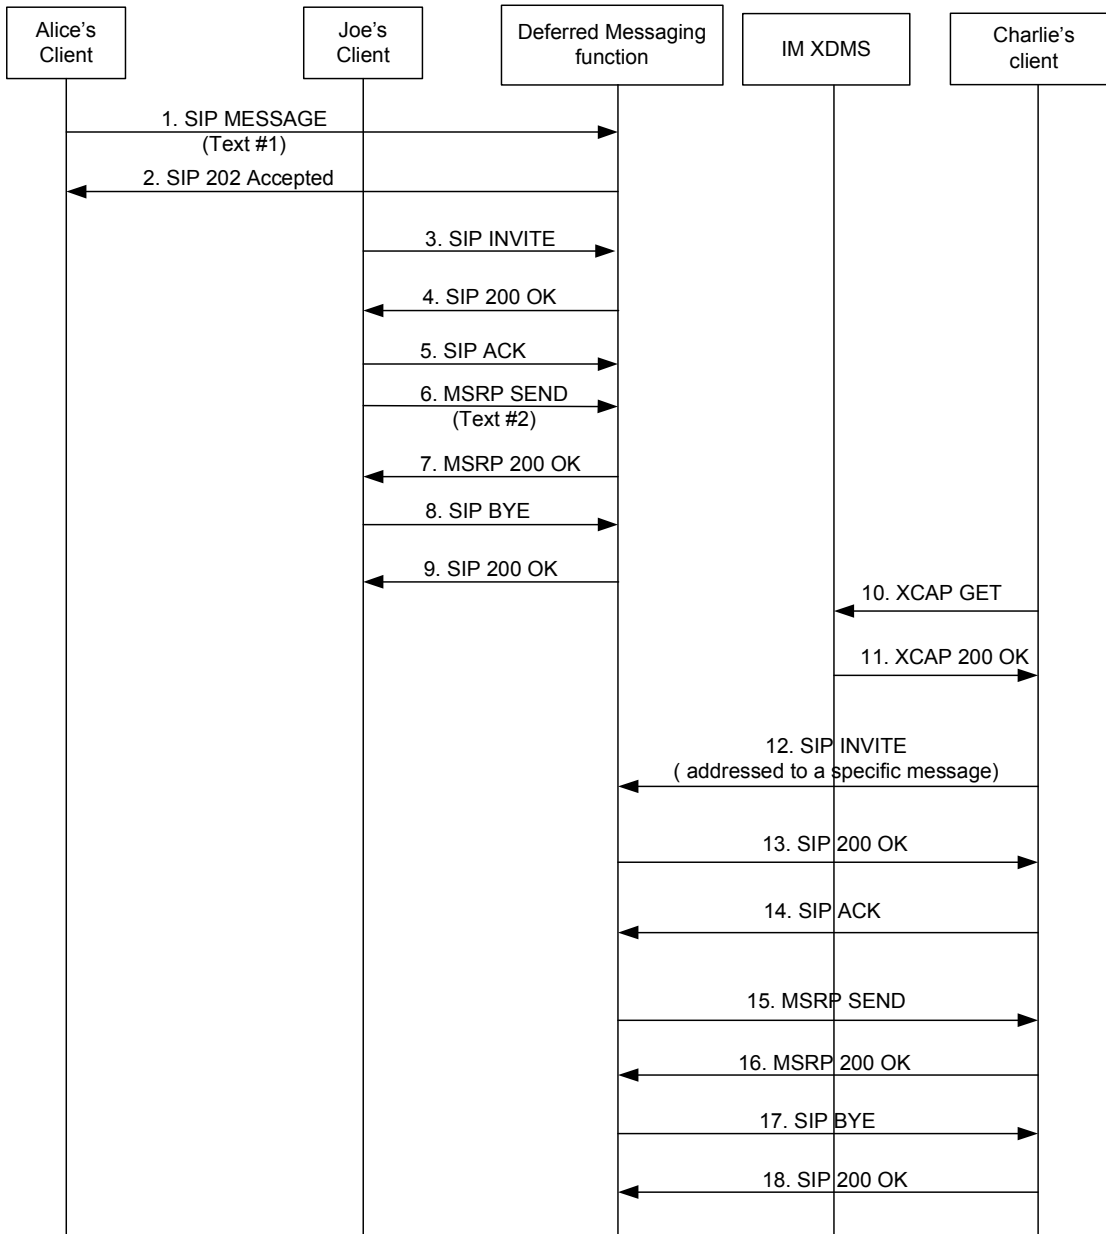 Alice's
Client
Joe's
Client
Deferred Messaging
function
IM XDMS
Charlie's
client
1. SIP MESSAGE
(Text #1)
2. SIP 202 Accepted
3. SIP INVITE
4. SIP 200 OK
5. SIP ACK
6. MSRP SEND
(Text #2)
7. MSRP 200 OK
8. SIP BYE
9. SIP 200 OK
10. XCAP GET
11. XCAP 200 OK
12. SIP INVITE
( addressed to a specific message)
13. SIP 200 OK
14. SIP ACK
15. MSRP SEND
16. MSRP 200 OK
17. SIP BYE
18. SIP 200 OK